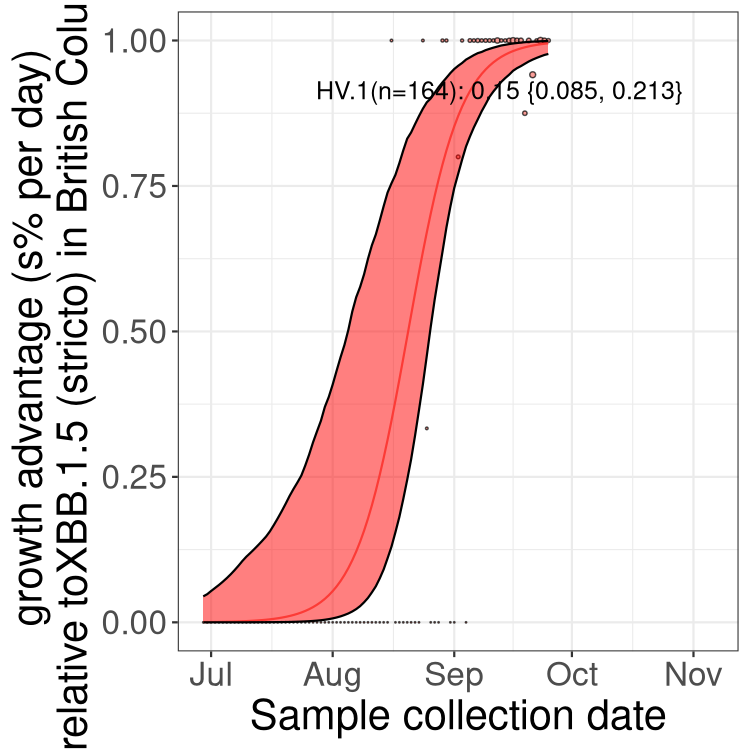 growth advantage (s% per day)
relative toXBB.1.5 (stricto) in British Colu
1.00
0.75
0.50
0.25
0.00
HV.1(n=164): 0.15 {0.085, 0.213}
Jul Aug Sep Oct Nov
Sample collection date